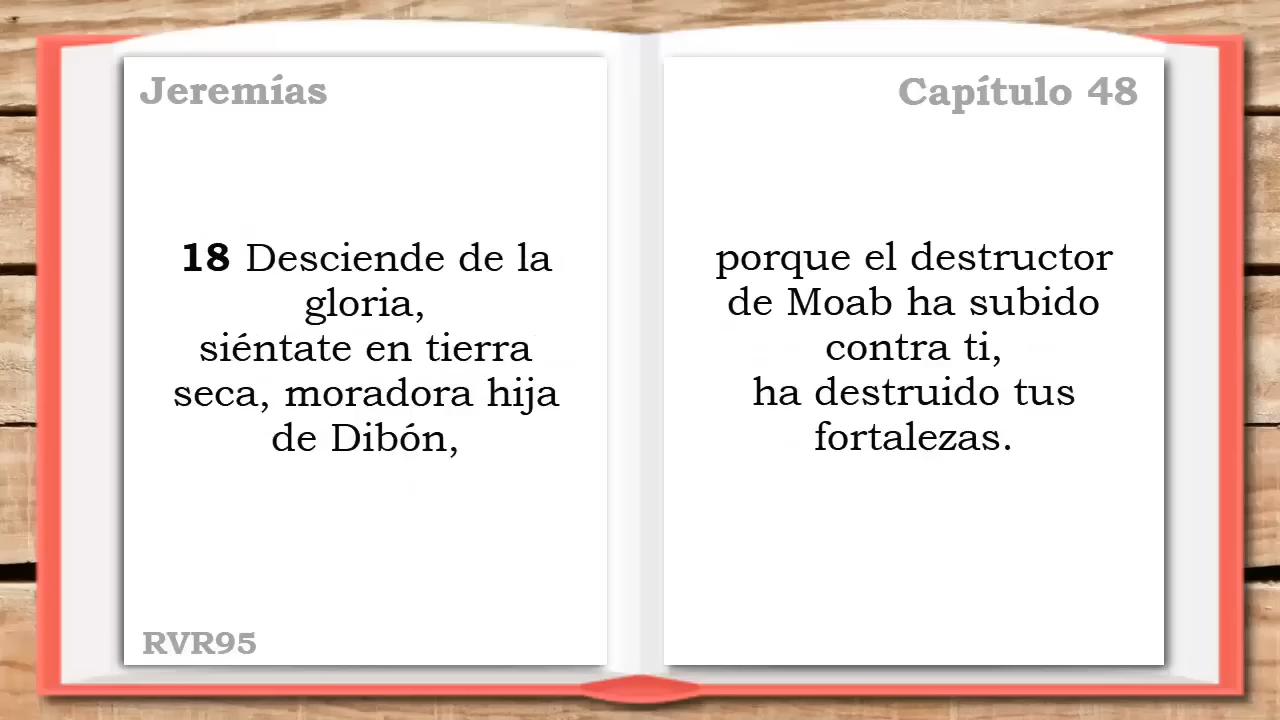 Jeremías
Capítulo 48
18 Desciende de la
gloria,
siéntate en tierra
seca, moradora hija
de Dibón,
porque el destructor
de Moab ha subido
contra ti,
ha destruido tus
fortalezas.
RVR95